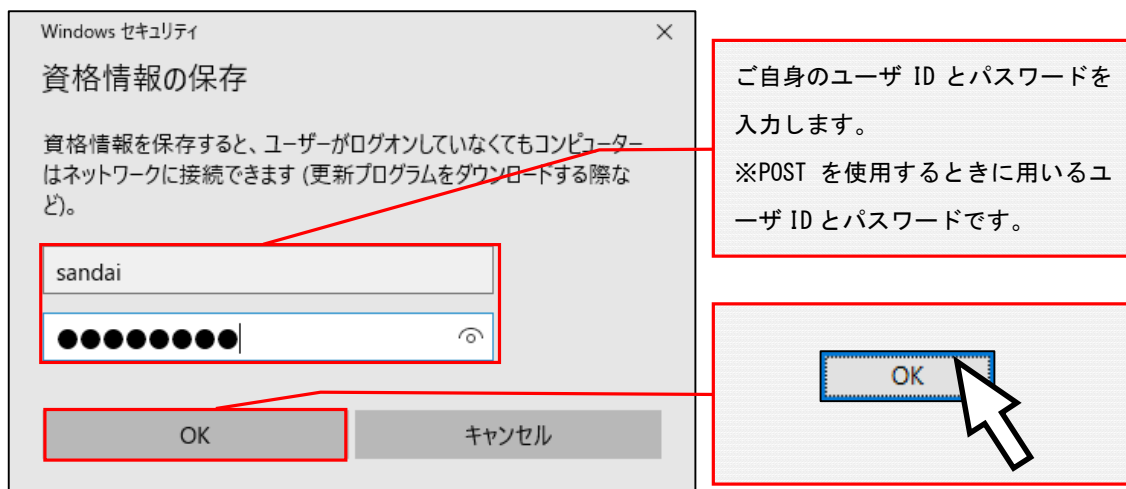 Windows セキュリティ
資格情報の保存
資格情報を保存すると、ユーザーがログオンしていなくてもコンピューター
はネットワークに接続できます (更新プログラムをダウンロードする際な
ど)。
sandai
●●●●●●●●
OK
キャンセル
ご自身のユーザ ID とパスワードを
入力します。
※POST を使用するときに用いるユ
ーザ ID とパスワードです。
OK